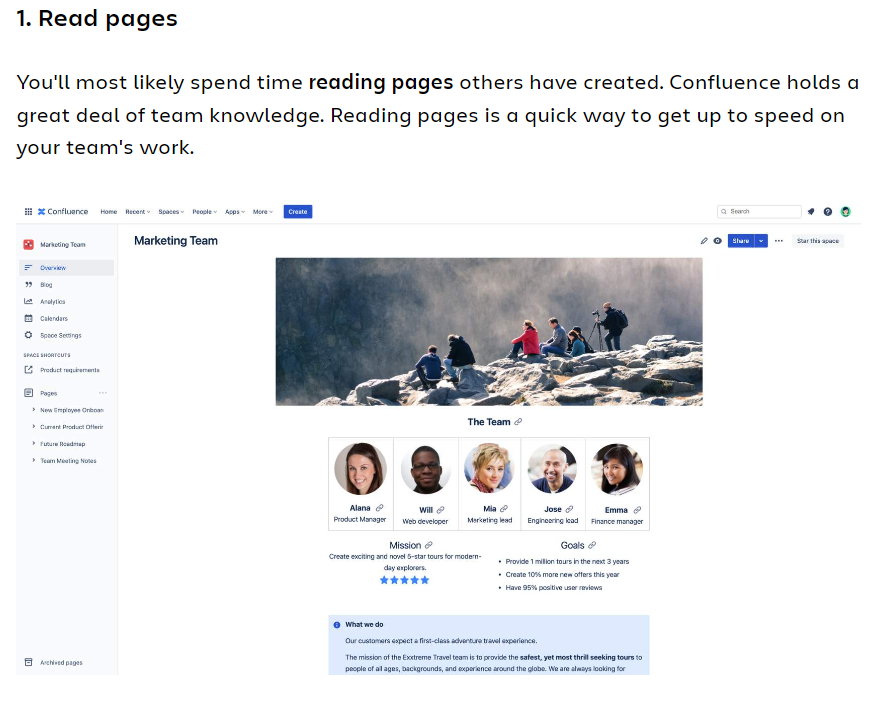 1. Read pages
You'll most likely spend time reading pages others have created. Confluence holds a
great deal of team knowledge. Reading pages is a quick way to get up to speed on
your team's work.
Confluence Home Recent Spaces People Apps More Create Search
Marketing Team
Marketing Team Share Star this space
Overview
Blog
Analytics
Calendars
Space Settings
SPACE SHORTCUTS
Product requirements
Pages
New Employee Onboar
Current Product Offerir
Future Roadmap
Team Meeting Notes
Archived pages
The Team
Alana Will Mia Jose Emma
Product Manager Web developer Marketing lead Engineering lead Finance manager
Mission
Create exciting and novel 5-star tours for modern-
day explorers.
Goals
• Provide 1 million tours in the next 3 years
• Create 10% more new offers this year
• Have 95% positive user reviews
What we do
Our customers expect a first-class adventure travel experience.
The mission of the Exxtreme Travel team is to provide the safest, yet most thrill seeking tours to
people of all ages, backgrounds, and experience around the globe. We are always looking for